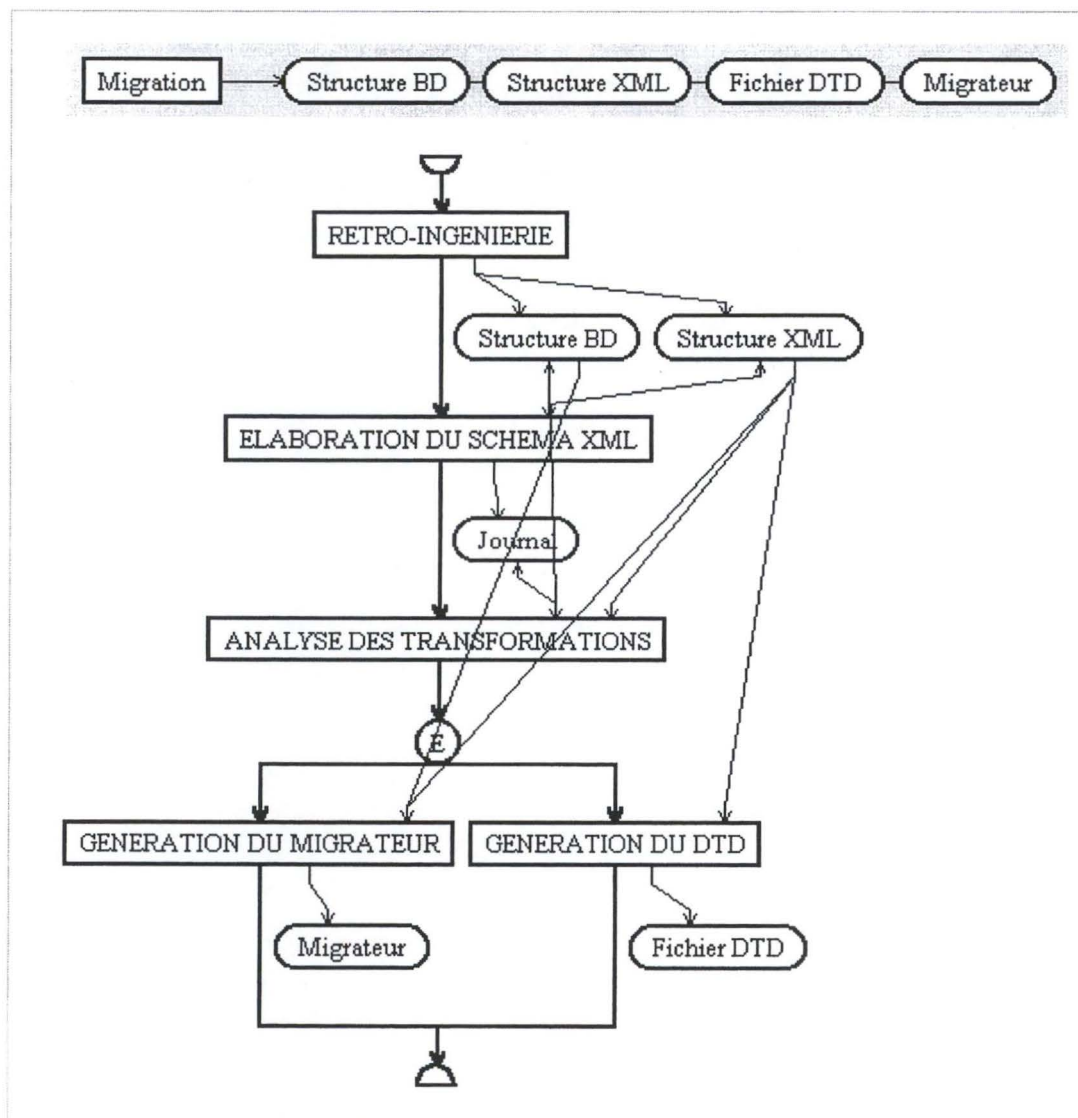 Migration Structure BD Structure XML Fichier DTD Migrateur
RETRO-INGENIERIE
Structure BD Structure XML
ELABORATION DU SCHEMA XML
Journal
ANALYSE DES TRANSFORMATIONS
E
GENERATION DU MIGRATEUR GENERATION DU DTD
Migrateur Fichier DTD